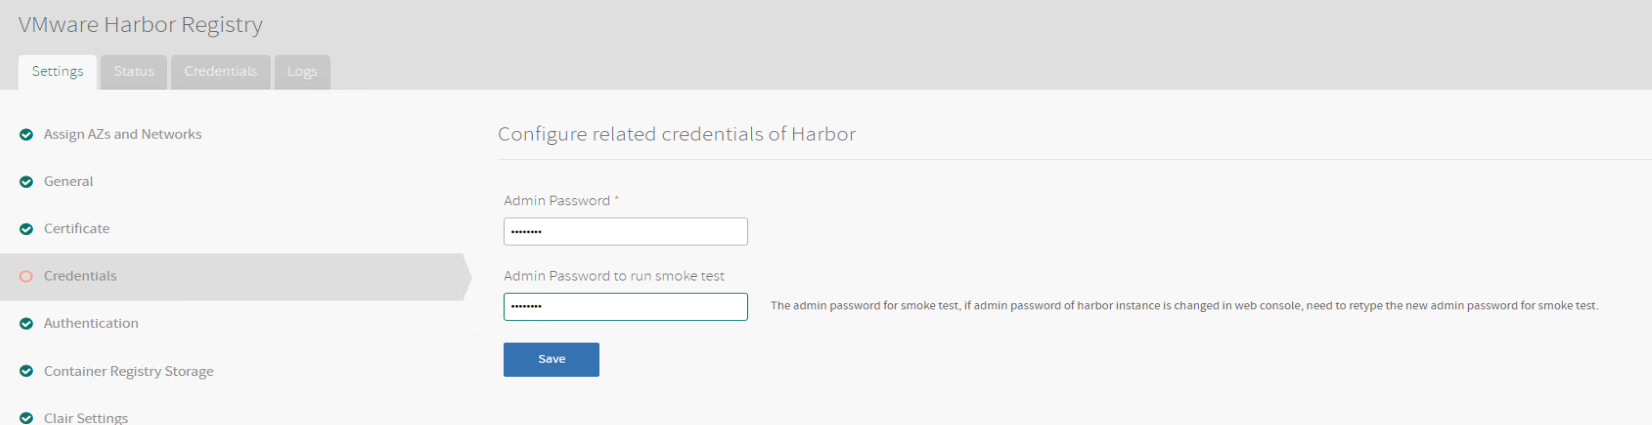 VMware Harbor Registry
Settings
Status
Credentials
Logs
Assign AZs and Networks
General
Certificate
Credentials
Authentication
Container Registry Storage
Clair Settings
Configure related credentials of Harbor
Admin Password *
••••••••
Admin Password to run smoke test
••••••••
The admin password for smoke test, if admin password of harbor instance is changed in web console, need to retype the new admin password for smoke test.
Save